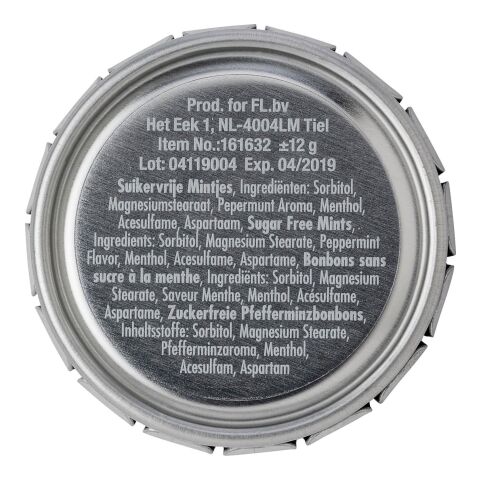 Prod. for FL.bv
Het Eek 1, NL-4004LM Tiel
Item No.:161632 ±12 g
Lot: 04119004 Exp. 04/2019
Suikervrije Mintjes, Ingrediënten: Sorbitol,
Magnesiumstearaat, Pepermunt Aroma, Menthol,
Acesulfame, Aspartaam, Sugar Free Mints,
Ingredients: Sorbitol, Magnesium Stearate, Peppermint
Flavor, Menthol, Acesulfame, Aspartame, Bonbons sans
sucre à la menthe, Ingrediënts: Sorbitol, Magnesium
Stearate, Saveur Menthe, Menthol, Acésulfame,
Aspartame, Zuckerfreie Pfefferminzbonbons,
Inhaltsstoffe: Sorbitol, Magnesium Stearate,
Pfefferminzaroma, Menthol,
Acesulfam, Aspartam